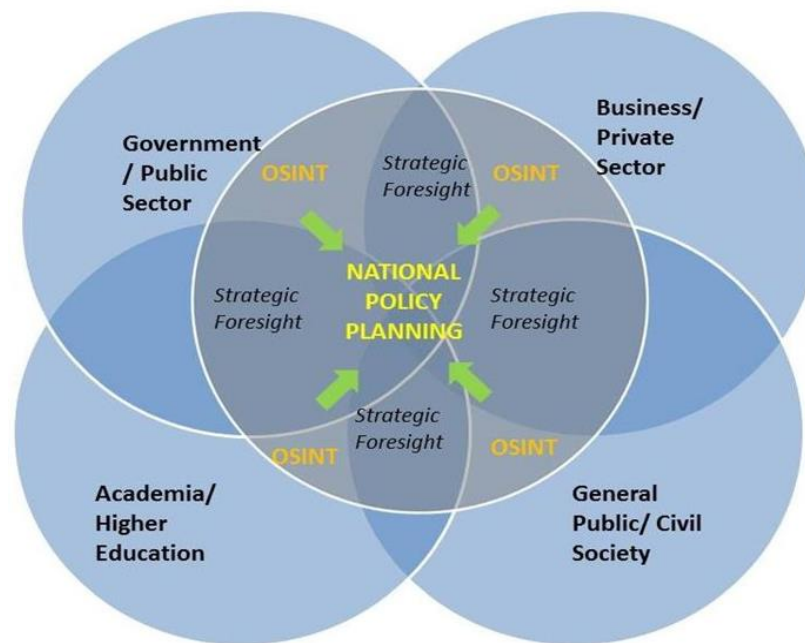 Government
/ Public
Sector
OSINT
Strategic
Foresight
OSINT
Business/
Private
Sector
Strategic
Foresight
NATIONAL
POLICY
PLANNING
Strategic
Foresight
OSINT
Strategic
Foresight
OSINT
Academia/
Higher
Education
General
Public/ Civil
Society